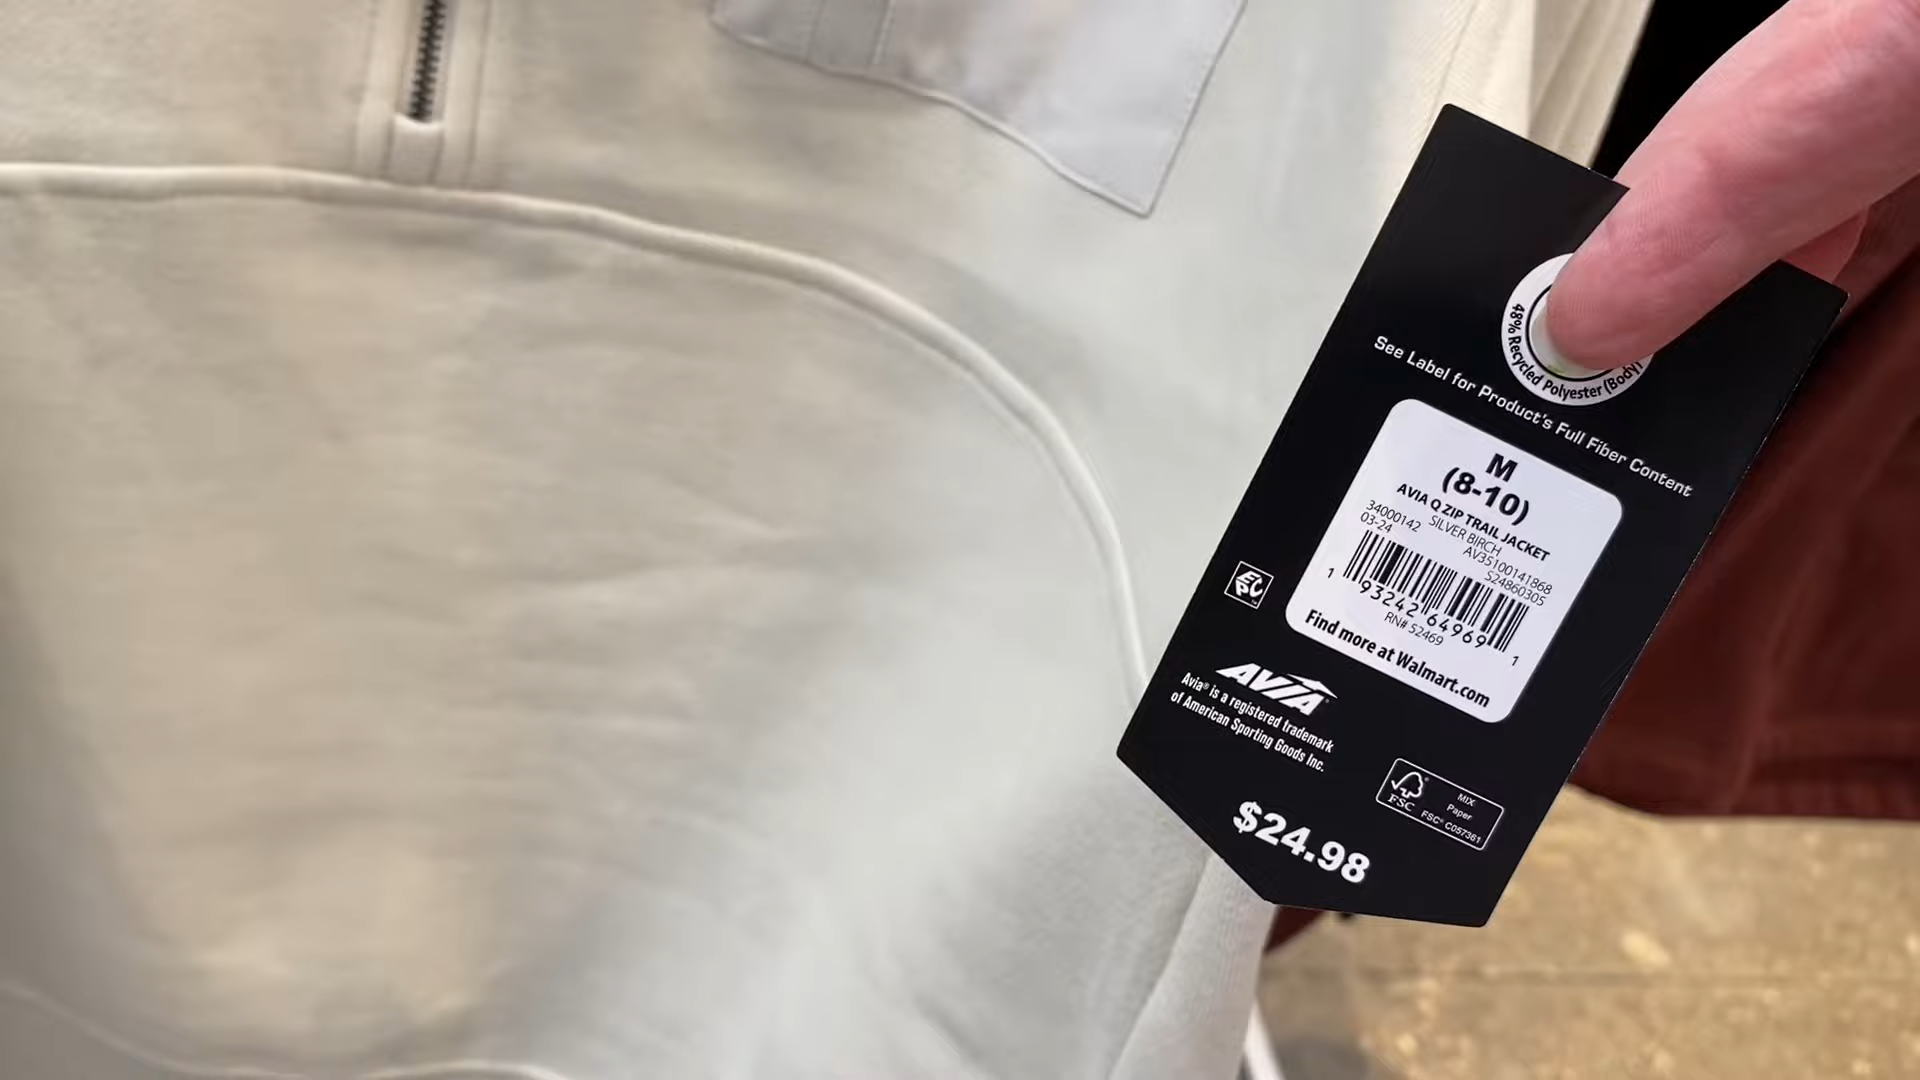 48% Recycled Polyester (Body)
See Label for Product's Full Fiber Content
M
(8-10)
AVIA Q ZIP TRAIL JACKET
34000142 SILVER BIRCH
03-24 AV35100141868
S24860305
1 93242 64969 1
RN# 52469
Find more at Walmart.com
EPC
AVIA
Avia® is a registered trademark
of American Sporting Goods Inc.
FSC®
MIX
Paper
FSC® C057361
$24.98